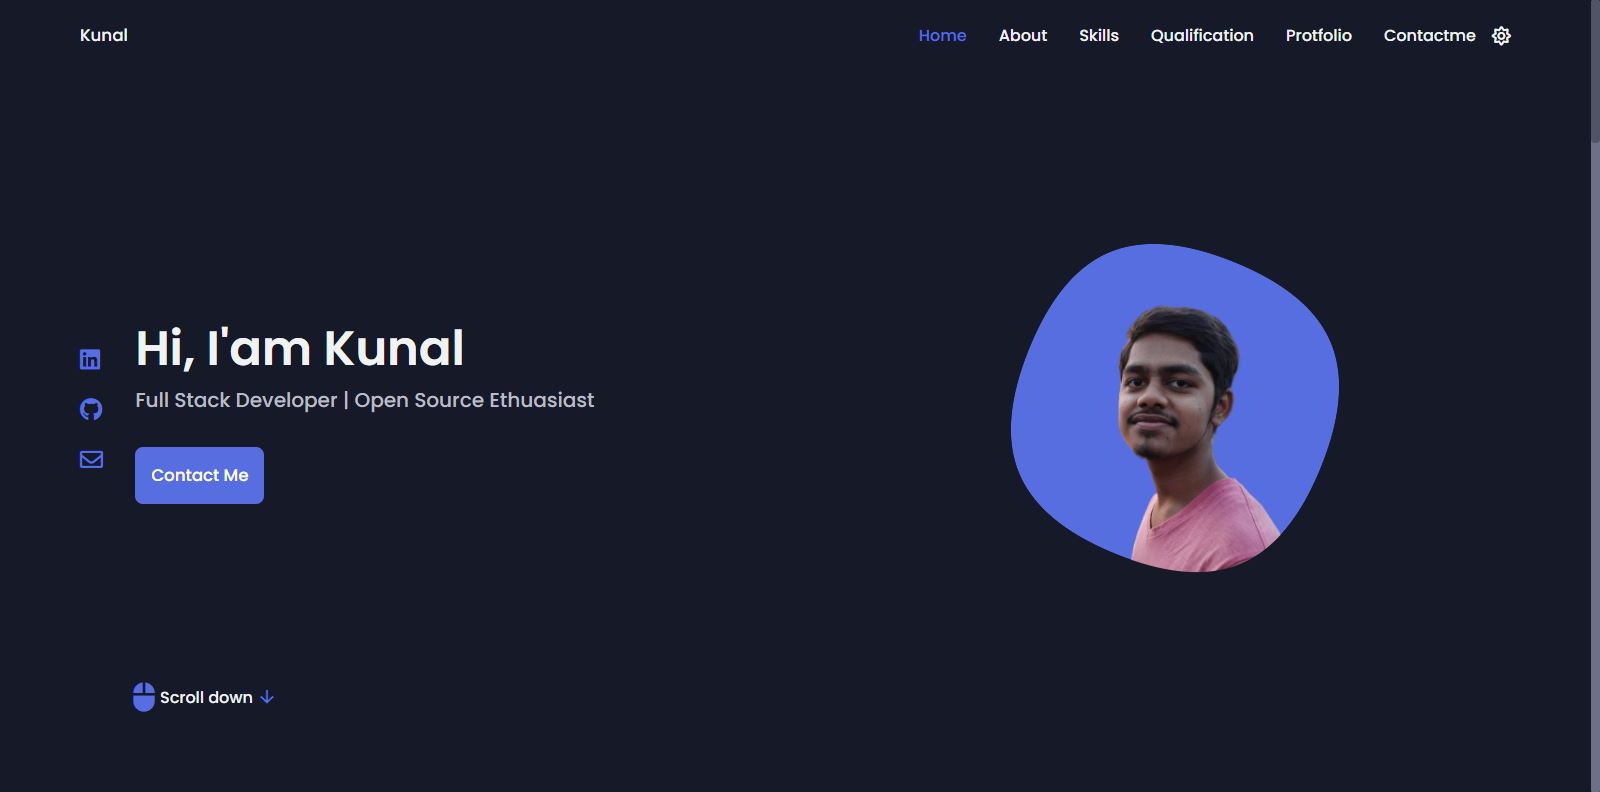 Kunal
Home About Skills Qualification Protfolio Contactme
Hi, I'am Kunal
in
Full Stack Developer | Open Source Ethuasiast
Contact Me
Scroll down